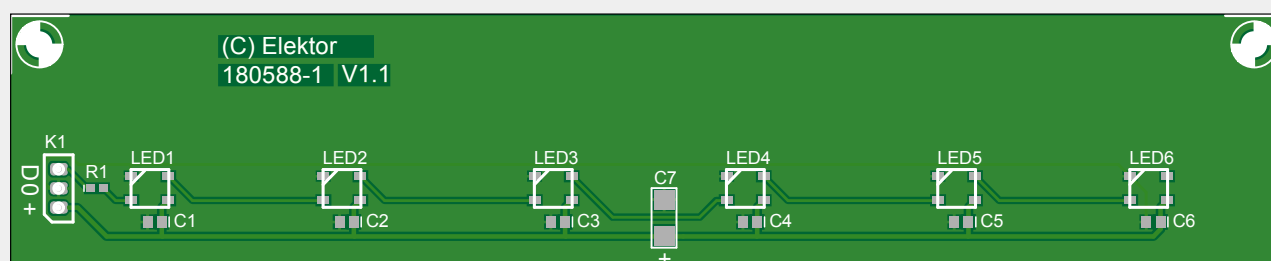 (C) Elektor
180588-1 V1.1
K1
D0+
R1
LED1
LED2
LED3
LED4
LED5
LED6
C7
C1
C2
C3
C4
C5
C6
+